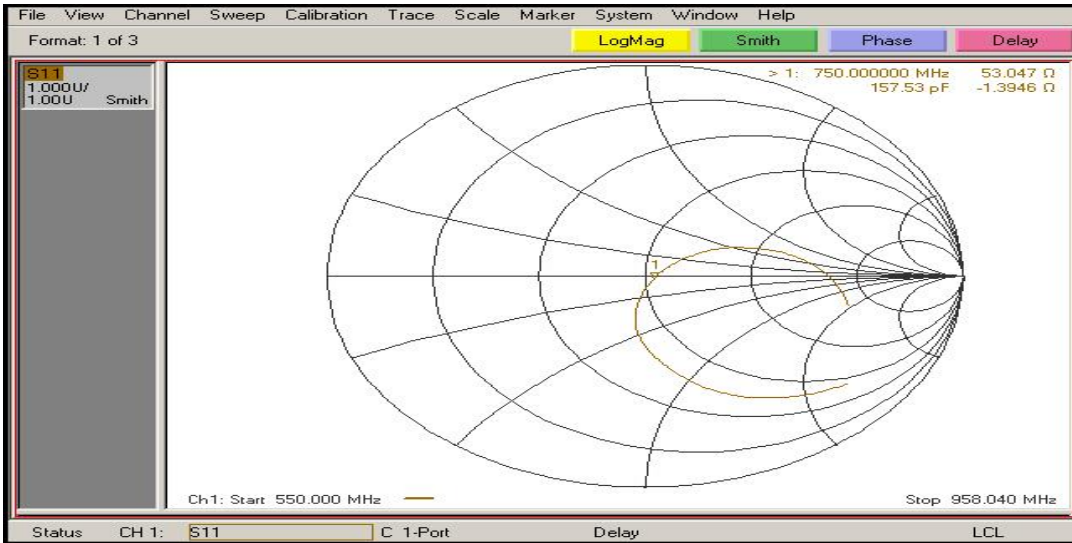 File View Channel Sweep Calibration Trace Scale Marker System Window Help
Format: 1 of 3 LogMag Smith Phase Delay
S11
1.000U/
1.00U Smith
> 1: 750.000000 MHz 53.047 Ω
157.53 pF -1.3946 Ω
1
Ch1: Start 550.000 MHz Stop 958.040 MHz
Status CH 1: S11 C 1-Port Delay LCL